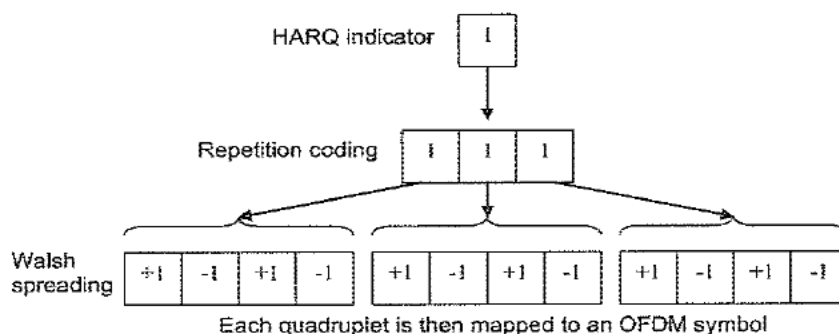 HARQ indicator 1
Repetition coding 1 1 1
Walsh spreading +1 -1 +1 -1 +1 -1 +1 -1 +1 -1 +1 -1
Each quadruplet is then mapped to an OFDM symbol